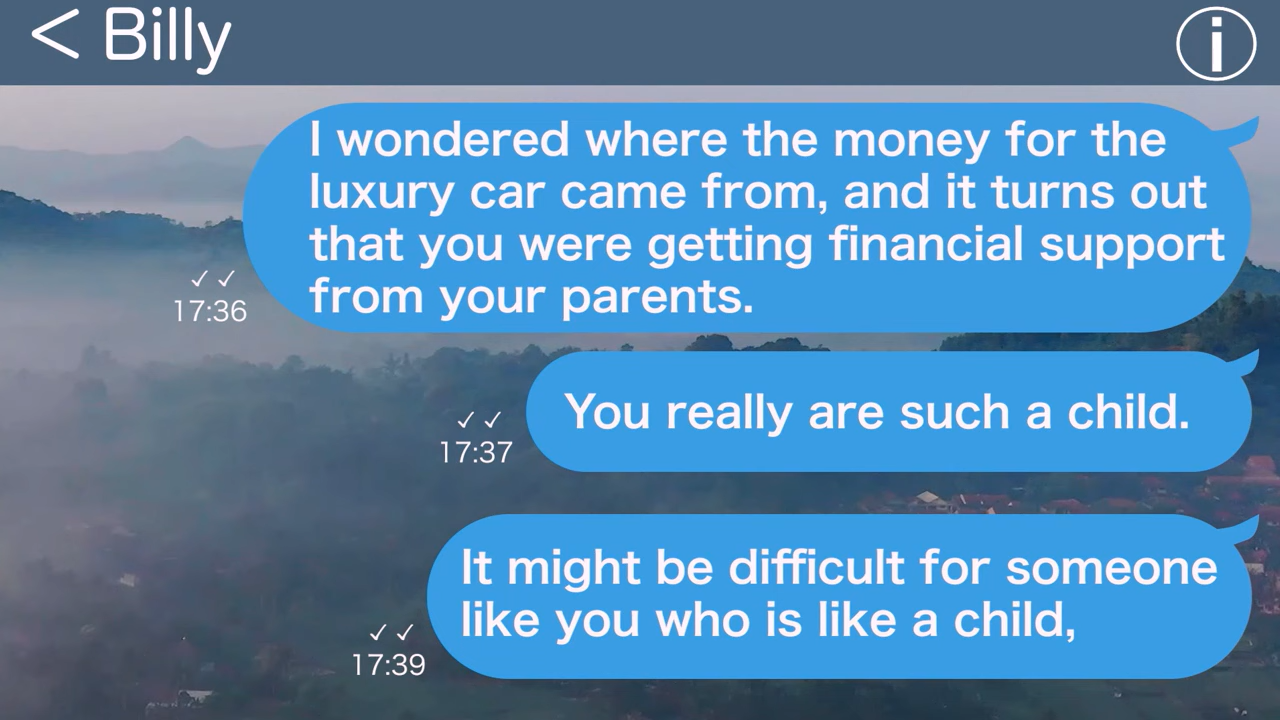 < Billy
i
I wondered where the money for the
luxury car came from, and it turns out
that you were getting financial support
from your parents.
✓✓
17:36
You really are such a child.
✓✓
17:37
It might be difficult for someone
like you who is like a child,
✓✓
17:39